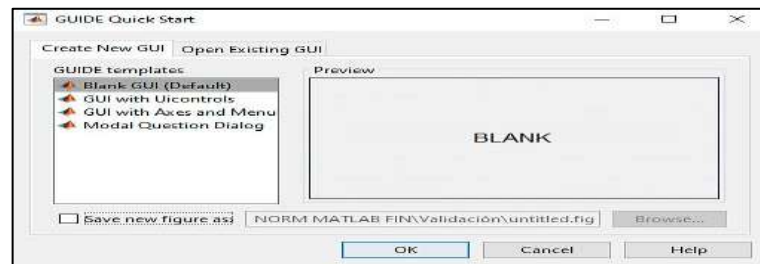 GUIDE Quick Start
Create New GUI Open Existing GUI
GUIDE templates
Preview
Blank GUI (Default)
GUI with Uicontrols
GUI with Axes and Menu
Modal Question Dialog
BLANK
Save new figure as: NORM MATLAB FIN\Validación\untitled.fig Browse...
OK Cancel Help